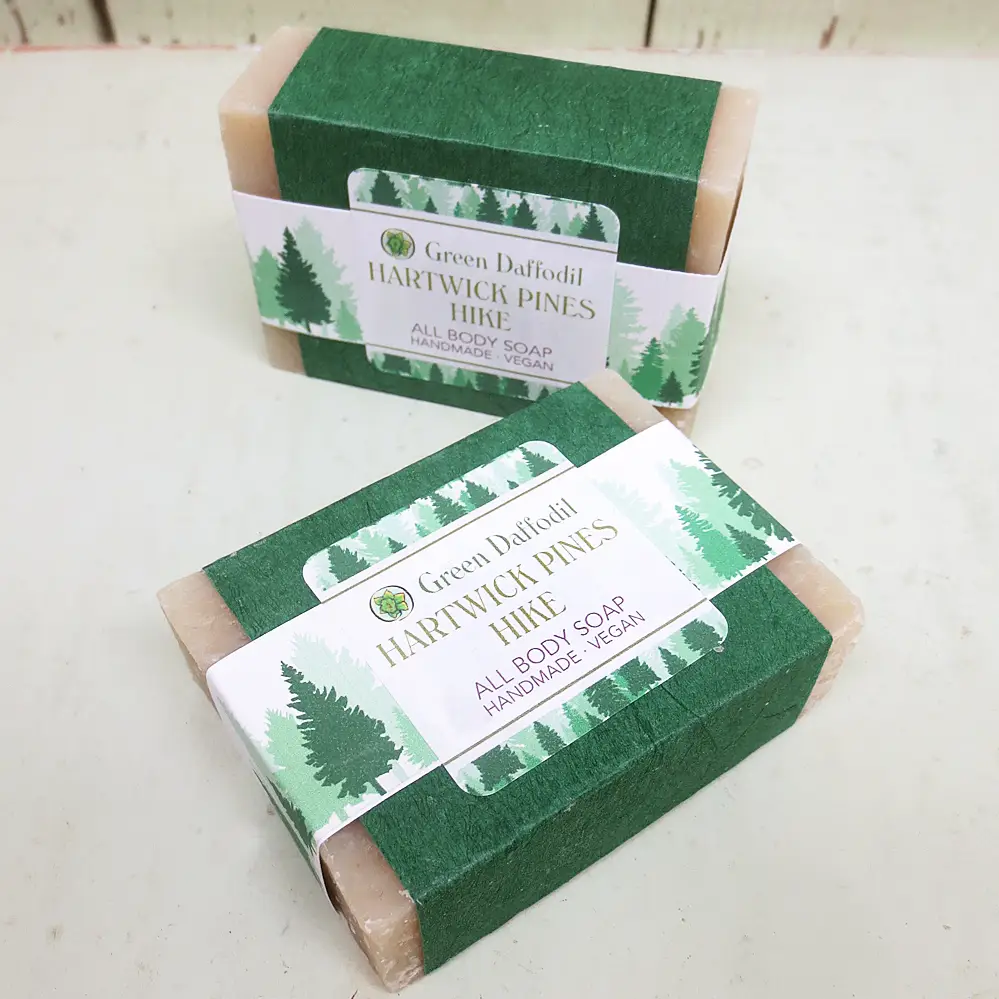 Green Daffodil
HARTWICK PINES
HIKE
ALL BODY SOAP
HANDMADE · VEGAN
Green Daffodil
HARTWICK PINES
HIKE
ALL BODY SOAP
HANDMADE · VEGAN